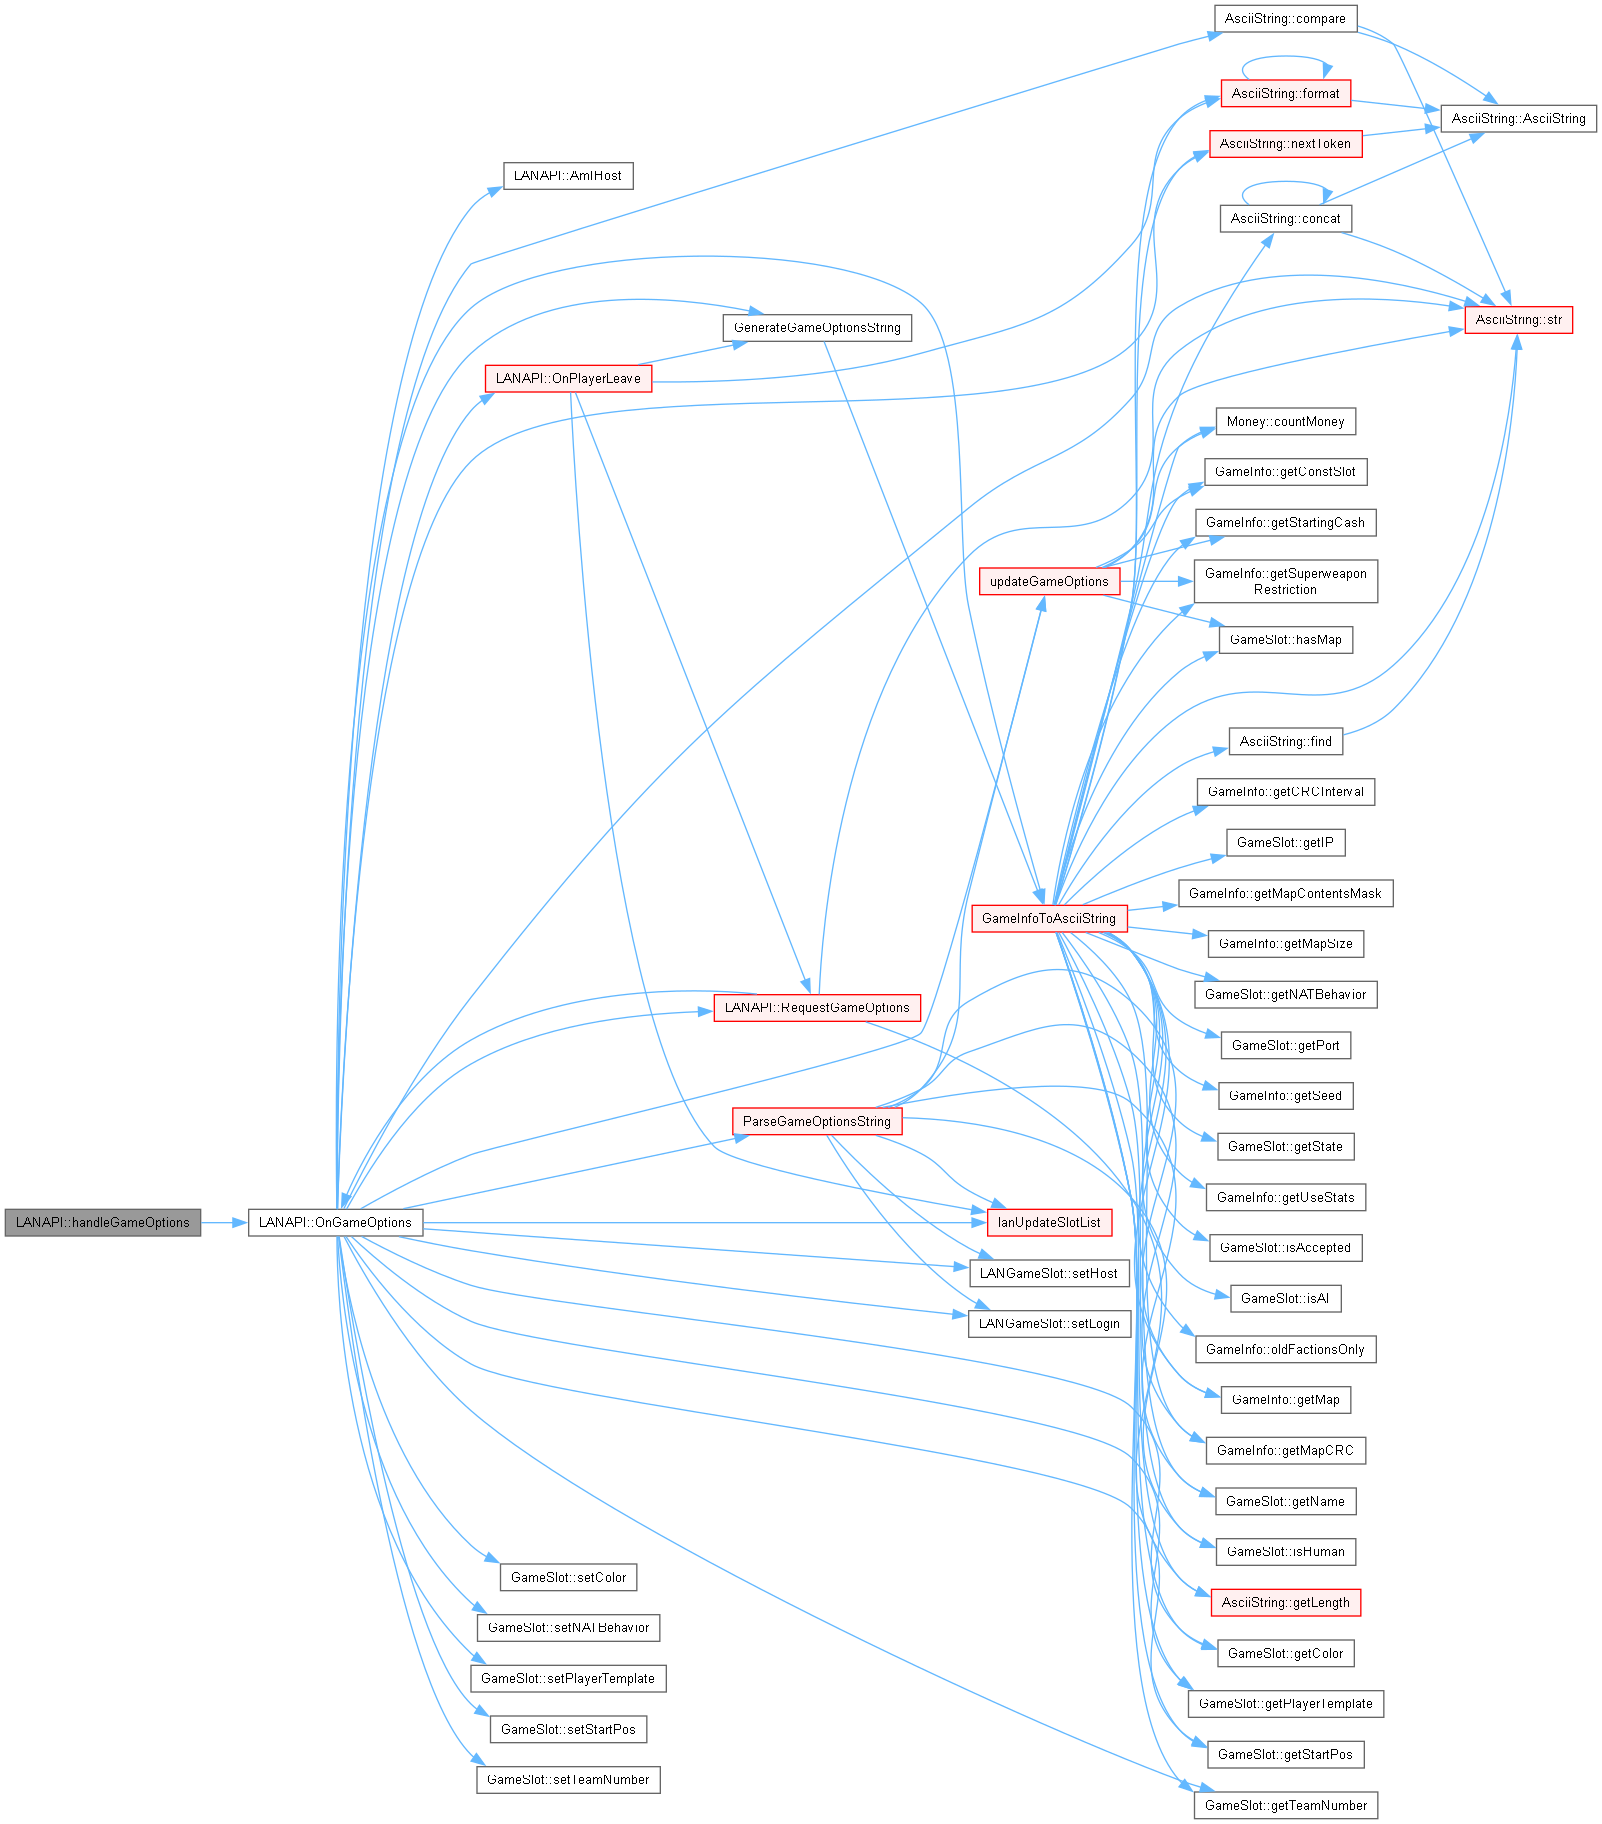 LANAPI::handleGameOptions
LANAPI::OnGameOptions
LANAPI::AmIHost
LANAPI::OnPlayerLeave
GameSlot::setColor
GameSlot::setNATBehavior
GameSlot::setPlayerTemplate
GameSlot::setStartPos
GameSlot::setTeamNumber
GenerateGameOptionsString
LANAPI::RequestGameOptions
ParseGameOptionsString
updateGameOptions
GameInfoToAsciiString
lanUpdateSlotList
LANGameSlot::setHost
LANGameSlot::setLogin
AsciiString::compare
AsciiString::format
AsciiString::nextToken
AsciiString::concat
Money::countMoney
GameInfo::getConstSlot
GameInfo::getStartingCash
GameInfo::getSuperweapon
Restriction
GameSlot::hasMap
AsciiString::find
GameInfo::getCRCInterval
GameSlot::getIP
GameInfo::getMapContentsMask
GameInfo::getMapSize
GameSlot::getNATBehavior
GameSlot::getPort
GameInfo::getSeed
GameSlot::getState
GameInfo::getUseStats
GameSlot::isAccepted
GameSlot::isAI
GameInfo::oldFactionsOnly
GameInfo::getMap
GameInfo::getMapCRC
GameSlot::getName
GameSlot::isHuman
AsciiString::getLength
GameSlot::getColor
GameSlot::getPlayerTemplate
GameSlot::getStartPos
GameSlot::getTeamNumber
AsciiString::AsciiString
AsciiString::str